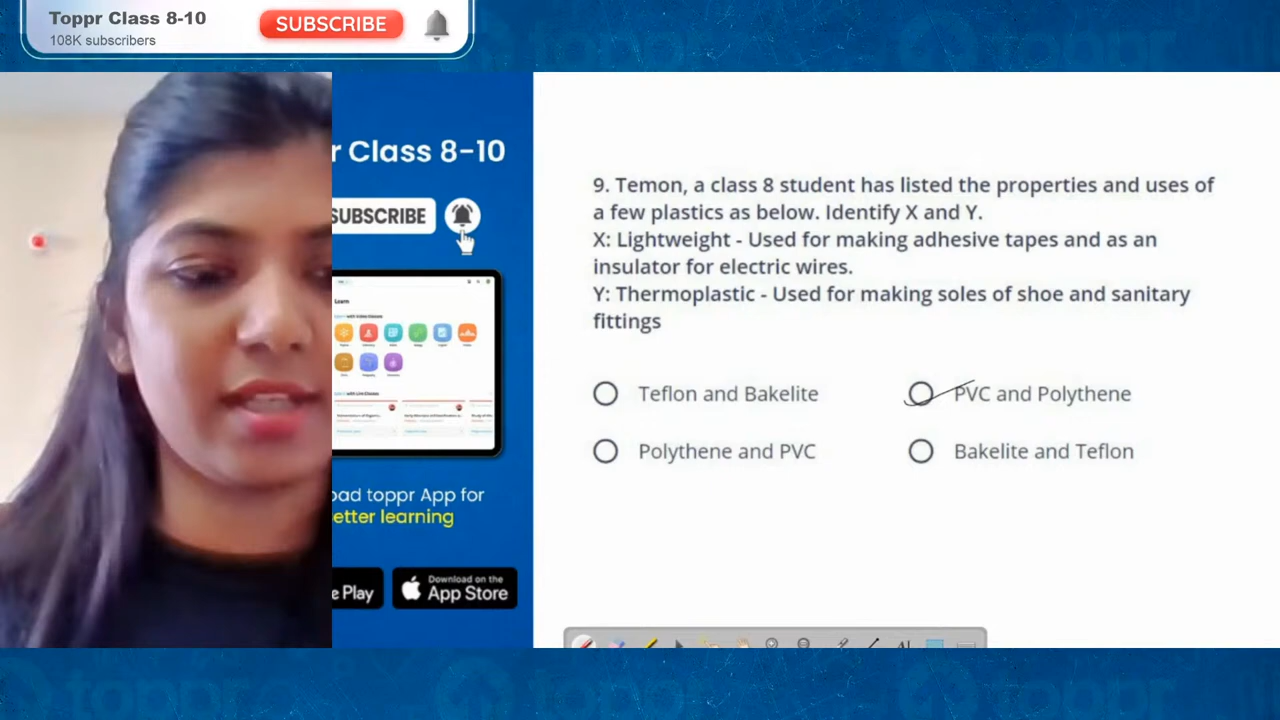 Toppr Class 8-10
108K subscribers
SUBSCRIBE
r Class 8-10
SUBSCRIBE
Learn
oad toppr App for
etter learning
e Play
Download on the
App Store
9. Temon, a class 8 student has listed the properties and uses of
a few plastics as below. Identify X and Y.
X: Lightweight - Used for making adhesive tapes and as an
insulator for electric wires.
Y: Thermoplastic - Used for making soles of shoe and sanitary
fittings
Teflon and Bakelite
PVC and Polythene
Polythene and PVC
Bakelite and Teflon
toppr
toppr
toppr